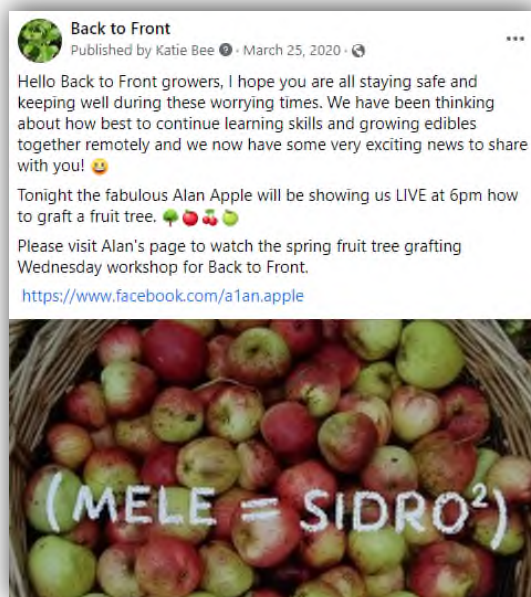 Back to Front
Published by Katie Bee · March 25, 2020 ·
Hello Back to Front growers, I hope you are all staying safe and
keeping well during these worrying times. We have been thinking
about how best to continue learning skills and growing edibles
together remotely and we now have some very exciting news to share
with you! 😀
Tonight the fabulous Alan Apple will be showing us LIVE at 6pm how
to graft a fruit tree. 🌳🍎🍒🍏
Please visit Alan's page to watch the spring fruit tree grafting
Wednesday workshop for Back to Front.
https://www.facebook.com/a1an.apple
(MELE = SIDRO²)